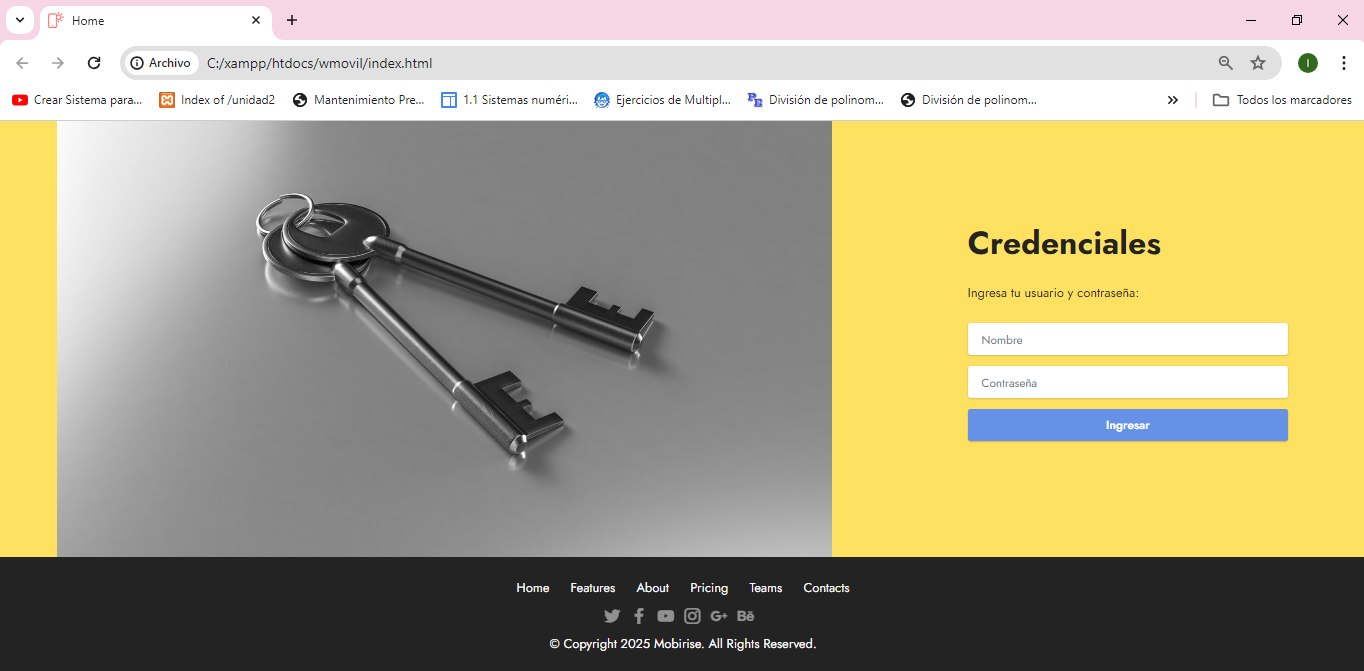 Home
Archivo C:/xampp/htdocs/wmovil/index.html I
Crear Sistema para... Index of /unidad2 Mantenimiento Pre... 1.1 Sistemas numéri... Ejercicios de Multipl... División de polinom... División de polinom... Todos los marcadores
Credenciales
Ingresa tu usuario y contraseña:
Nombre
Contraseña
Ingresar
Home Features About Pricing Teams Contacts
G+ Bē
© Copyright 2025 Mobirise. All Rights Reserved.